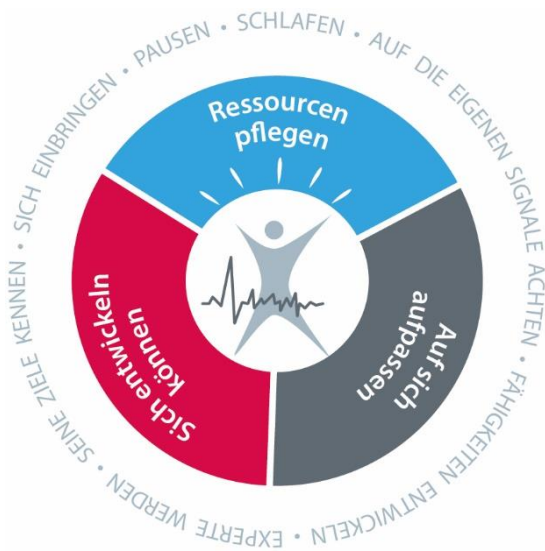 Ressourcen
pflegen
Auf sich
aufpassen
Sich entwickeln
können
SCHLAFEN • AUF DIE EIGENEN SIGNALE ACHTEN • FÄHIGKEITEN ENTWICKELN • EXPERTE WERDEN • SEINE ZIELE KENNEN • SICH EINBRINGEN • PAUSEN •